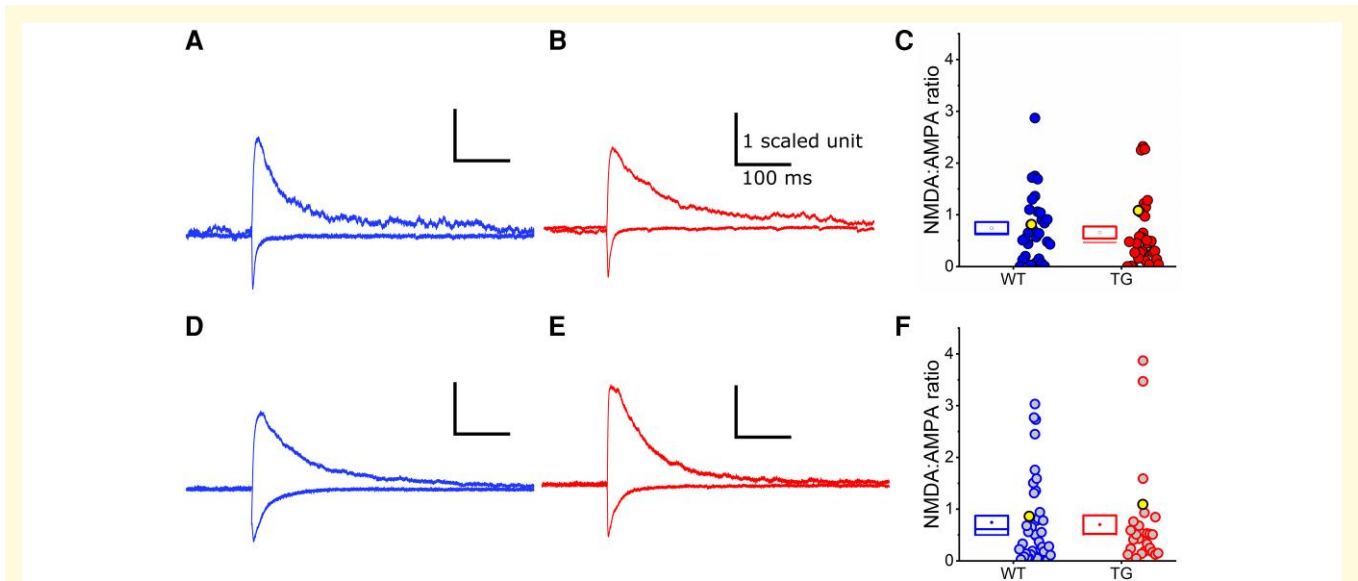 A
B
C
1 scaled unit
100 ms
NMDA:AMPA ratio
4
3
2
1
0
WT
TG
D
E
F
NMDA:AMPA ratio
4
3
2
1
0
WT
TG